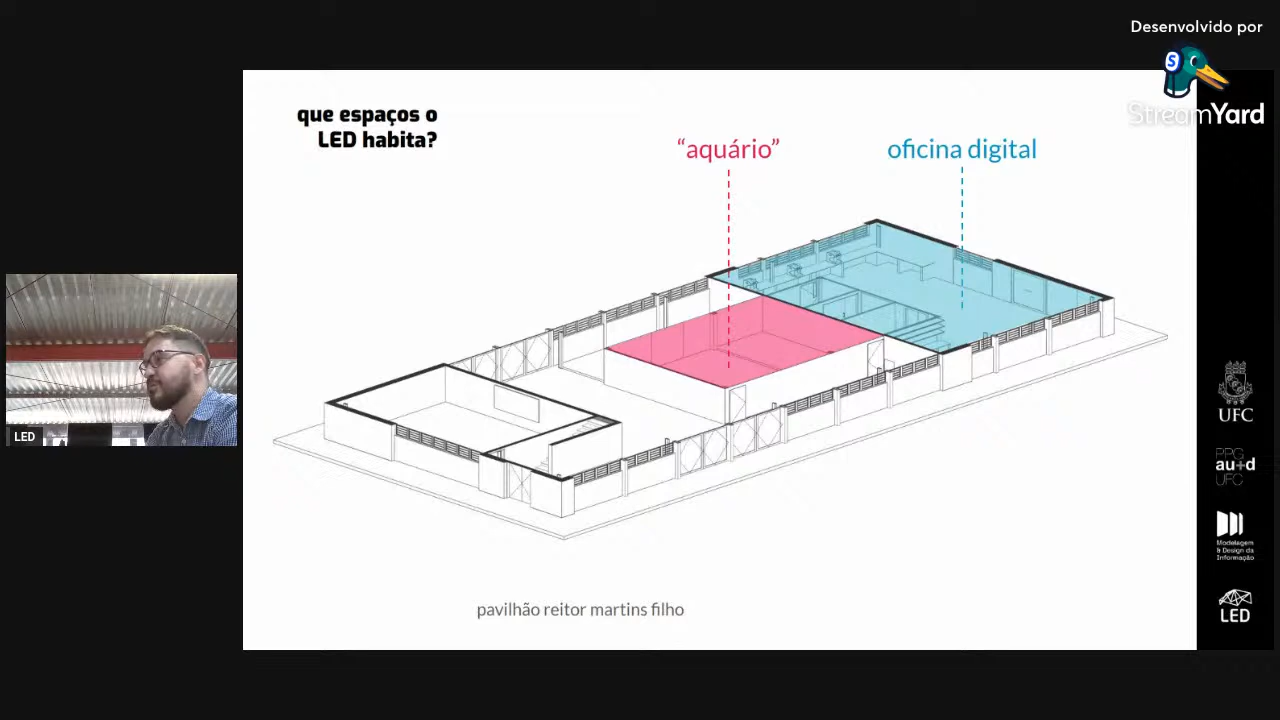 Desenvolvido por
S
StreamYard
que espaços o
LED habita?
“aquário”
oficina digital
LED
UFC
PPG
au+d
UFC
Modelagem
& Design da
Informação
LED
pavilhão reitor martins filho